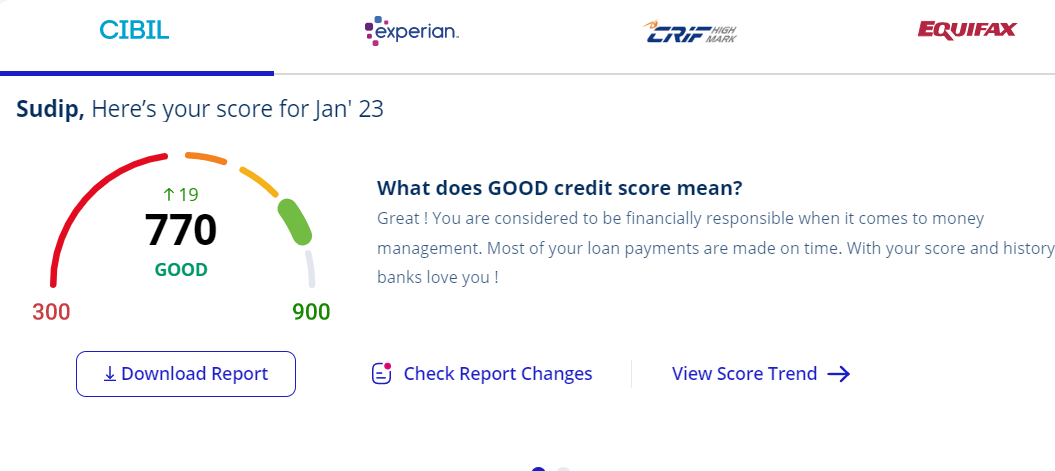 CIBIL
experian.
CRIF HIGH MARK
EQUIFAX
Sudip, Here’s your score for Jan' 23
↑ 19
770
GOOD
300
900
What does GOOD credit score mean?
Great ! You are considered to be financially responsible when it comes to money
management. Most of your loan payments are made on time. With your score and history
banks love you !
Download Report
Check Report Changes
View Score Trend